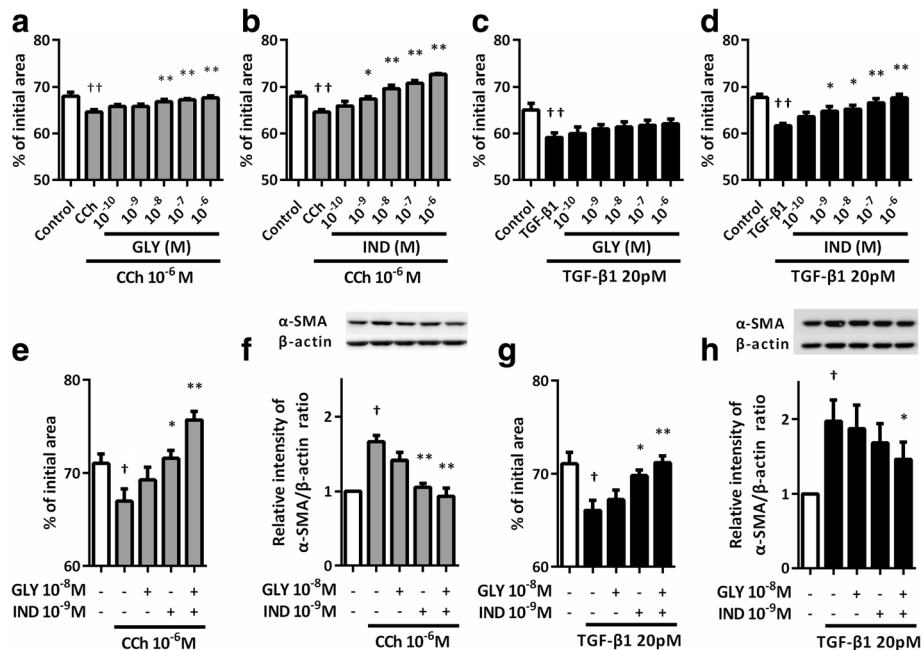 a
% of initial area
80
70
60
50
††
**
**
**
Control
CCh
10⁻¹⁰
10⁻⁹
10⁻⁸
10⁻⁷
10⁻⁶
GLY (M)
CCh 10⁻⁶ M
b
% of initial area
80
70
60
50
††
*
**
**
**
Control
CCh
10⁻¹⁰
10⁻⁹
10⁻⁸
10⁻⁷
10⁻⁶
IND (M)
CCh 10⁻⁶ M
c
% of initial area
80
70
60
50
††
Control
TGF-β1
10⁻¹⁰
10⁻⁹
10⁻⁸
10⁻⁷
10⁻⁶
GLY (M)
TGF-β1 20pM
d
% of initial area
80
70
60
50
††
*
*
**
**
Control
TGF-β1
10⁻¹⁰
10⁻⁹
10⁻⁸
10⁻⁷
10⁻⁶
IND (M)
TGF-β1 20pM
e
% of initial area
80
70
60
†
*
**
GLY 10⁻⁸M - - + - +
IND 10⁻⁹M - - - + +
CCh 10⁻⁶M
f
α-SMA
β-actin
Relative intensity of
α-SMA/β-actin ratio
2
1
0
†
**
**
GLY 10⁻⁸M - - + - +
IND 10⁻⁹M - - - + +
CCh 10⁻⁶M
g
% of initial area
80
70
60
†
*
**
GLY 10⁻⁸M - - + - +
IND 10⁻⁹M - - - + +
TGF-β1 20pM
h
α-SMA
β-actin
Relative intensity of
α-SMA/β-actin ratio
2
1
0
†
*
GLY 10⁻⁸M - - + - +
IND 10⁻⁹M - - - + +
TGF-β1 20pM